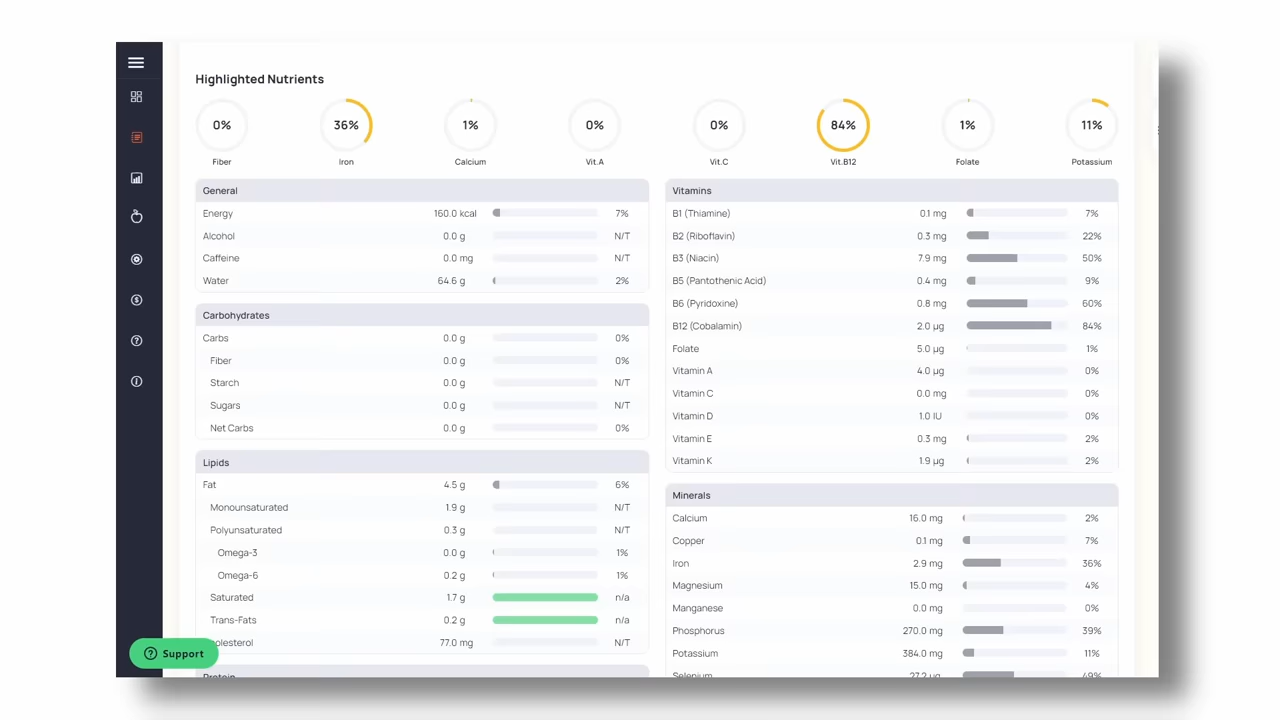 Highlighted Nutrients
0% 36% 1% 0% 0% 84% 1% 11%
Fiber Iron Calcium Vit.A Vit.C Vit.B12 Folate Potassium
General
Energy 160.0 kcal 7%
Alcohol 0.0 g N/T
Caffeine 0.0 mg N/T
Water 64.6 g 2%
Carbohydrates
Carbs 0.0 g 0%
Fiber 0.0 g 0%
Starch 0.0 g N/T
Sugars 0.0 g N/T
Net Carbs 0.0 g 0%
Lipids
Fat 4.5 g 6%
Monounsaturated 1.9 g N/T
Polyunsaturated 0.3 g N/T
Omega-3 0.0 g 1%
Omega-6 0.2 g 1%
Saturated 1.7 g n/a
Trans-Fats 0.2 g n/a
olesterol 77.0 mg N/T
Protein
Support
Vitamins
B1 (Thiamine) 0.1 mg 7%
B2 (Riboflavin) 0.3 mg 22%
B3 (Niacin) 7.9 mg 50%
B5 (Pantothenic Acid) 0.4 mg 9%
B6 (Pyridoxine) 0.8 mg 60%
B12 (Cobalamin) 2.0 µg 84%
Folate 5.0 µg 1%
Vitamin A 4.0 µg 0%
Vitamin C 0.0 mg 0%
Vitamin D 1.0 IU 0%
Vitamin E 0.3 mg 2%
Vitamin K 1.9 µg 2%
Minerals
Calcium 16.0 mg 2%
Copper 0.1 mg 7%
Iron 2.9 mg 36%
Magnesium 15.0 mg 4%
Manganese 0.0 mg 0%
Phosphorus 270.0 mg 39%
Potassium 384.0 mg 11%
Selenium 27.2 µg 49%